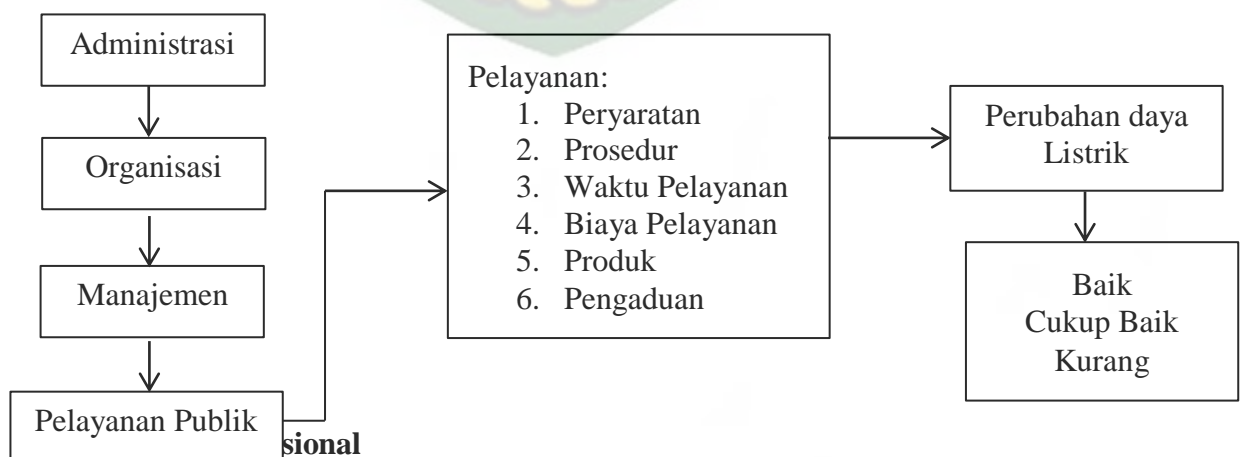 Administrasi
Organisasi
Manajemen
Pelayanan Publik
Pelayanan:
1. Peryaratan
2. Prosedur
3. Waktu Pelayanan
4. Biaya Pelayanan
5. Produk
6. Pengaduan
Perubahan daya
Listrik
Baik
Cukup Baik
Kurang
sional